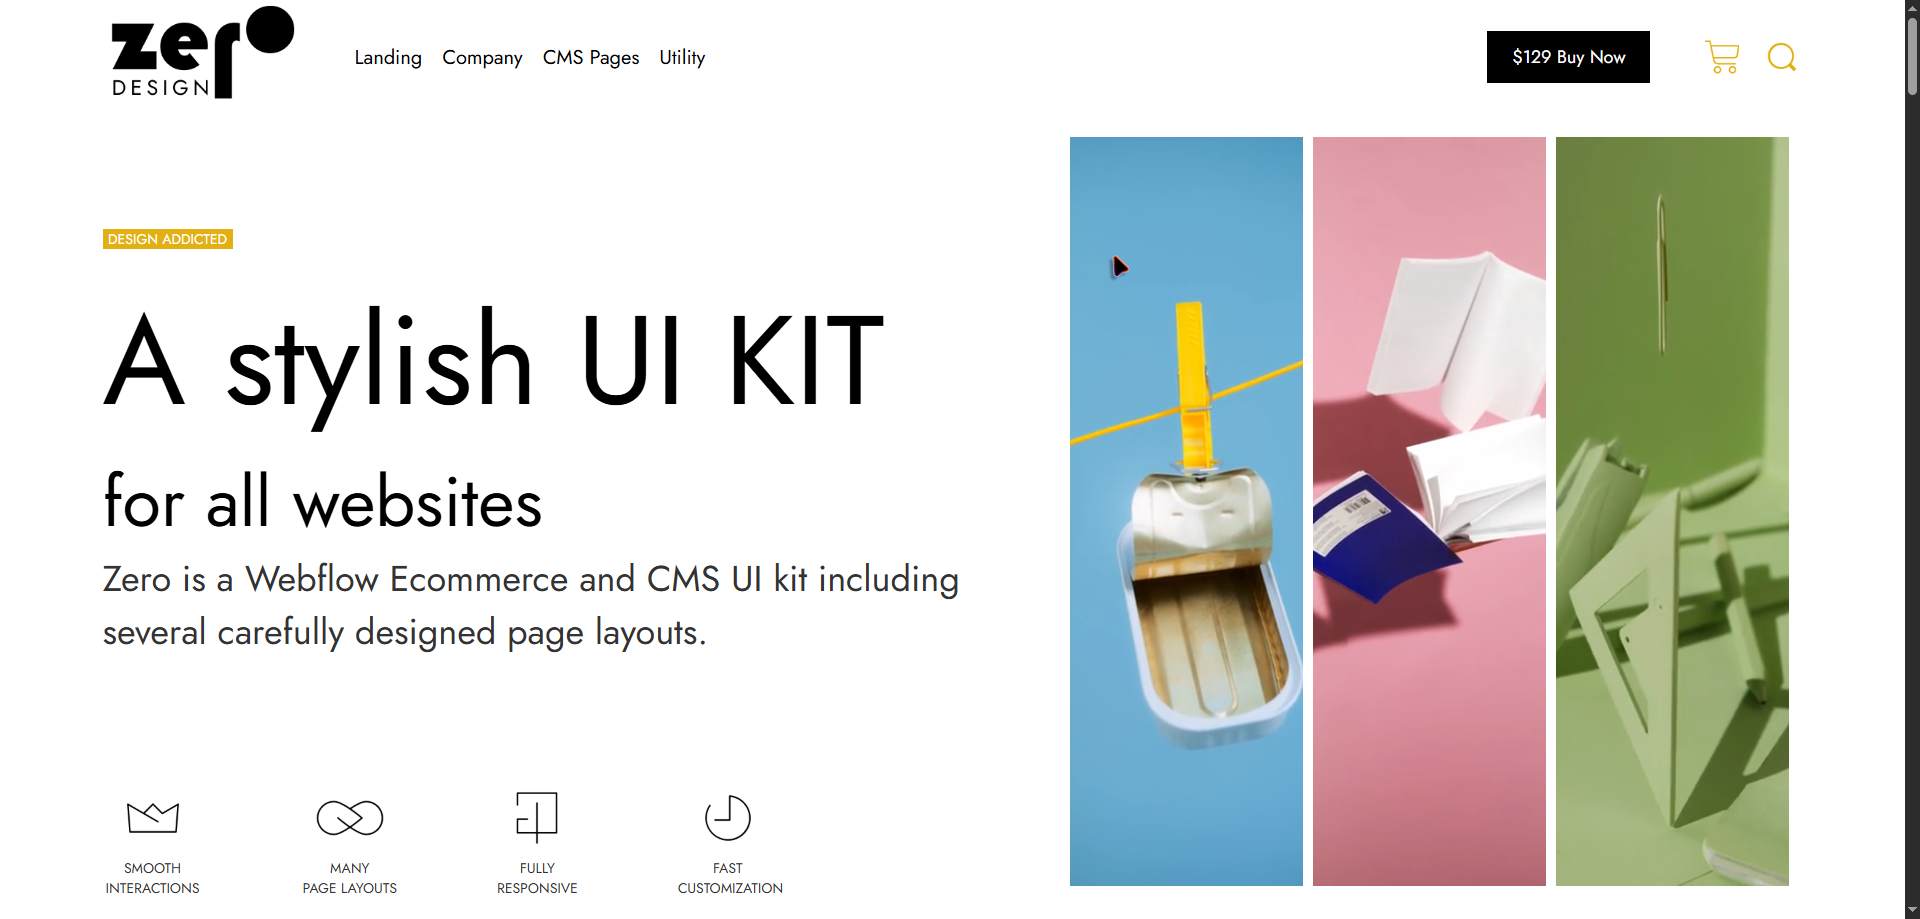 zero
DESIGN
Landing Company CMS Pages Utility
$129 Buy Now
DESIGN ADDICTED
A stylish UI KIT
for all websites
Zero is a Webflow Ecommerce and CMS UI kit including
several carefully designed page layouts.
SMOOTH
INTERACTIONS
MANY
PAGE LAYOUTS
FULLY
RESPONSIVE
FAST
CUSTOMIZATION